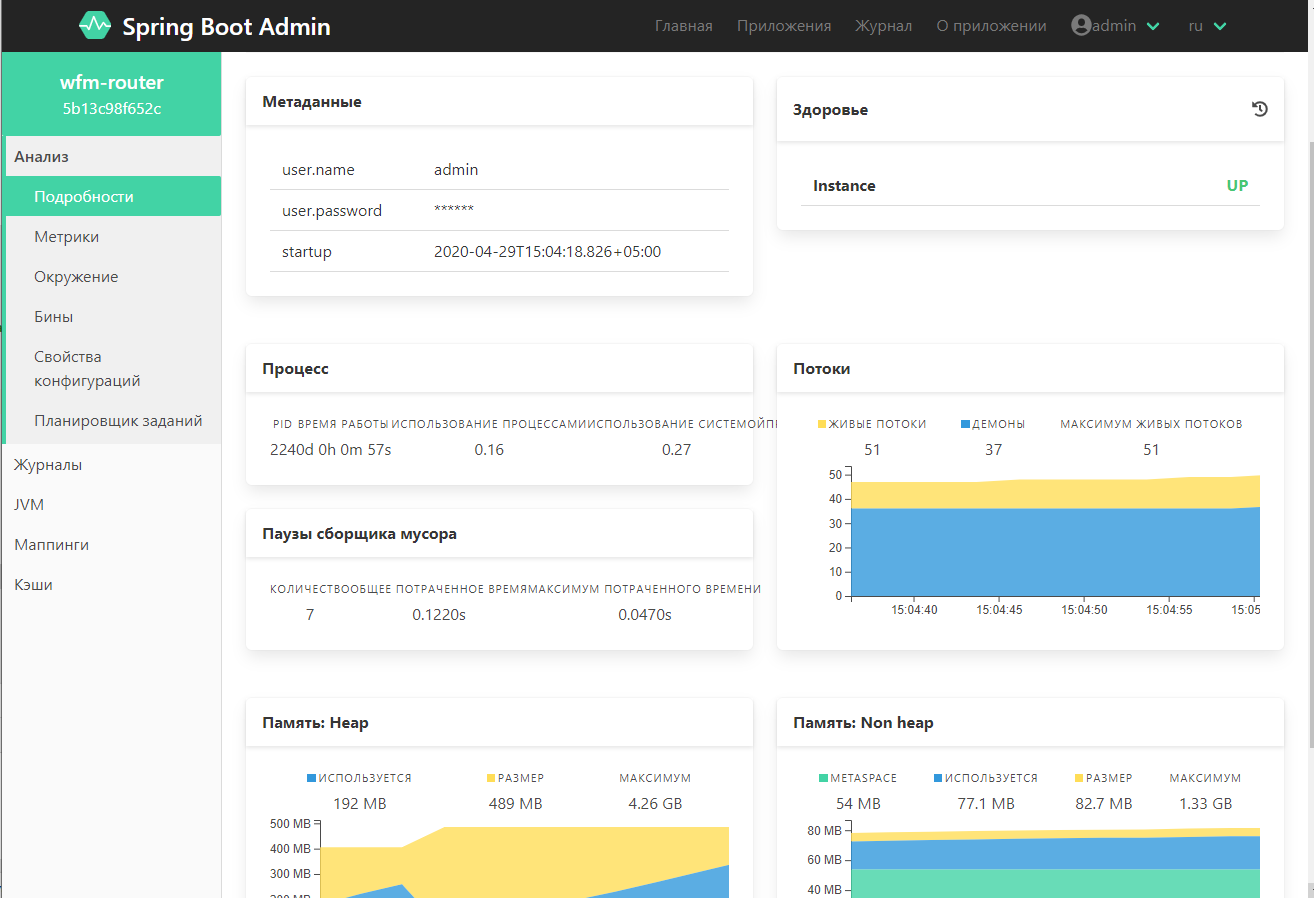 Spring Boot Admin
Главная Приложения Журнал О приложении admin ru
wfm-router
5b13c98f652c
Анализ
Подробности
Метрики
Окружение
Бины
Свойства
конфигураций
Планировщик заданий
Журналы
JVM
Маппинги
Кэши
Метаданные
user.name admin
user.password ******
startup 2020-04-29T15:04:18.826+05:00
Здоровье
Instance UP
Процесс
PID ВРЕМЯ РАБОТЫ ИСПОЛЬЗОВАНИЕ ПРОЦЕССАМИ ИСПОЛЬЗОВАНИЕ СИСТЕМОЙ
2240d 0h 0m 57s 0.16 0.27
Потоки
ЖИВЫЕ ПОТОКИ ДЕМОНЫ МАКСИМУМ ЖИВЫХ ПОТОКОВ
51 37 51
50
40
30
20
10
0
15:04:40 15:04:45 15:04:50 15:04:55 15:05
Паузы сборщика мусора
КОЛИЧЕСТВО ОБЩЕЕ ПОТРАЧЕННОЕ ВРЕМЯ МАКСИМУМ ПОТРАЧЕННОГО ВРЕМЕНИ
7 0.1220s 0.0470s
Память: Heap
ИСПОЛЬЗУЕТСЯ РАЗМЕР МАКСИМУМ
192 MB 489 MB 4.26 GB
500 MB
400 MB
300 MB
200 MB
Память: Non heap
METASPACE ИСПОЛЬЗУЕТСЯ РАЗМЕР МАКСИМУМ
54 MB 77.1 MB 82.7 MB 1.33 GB
80 MB
60 MB
40 MB